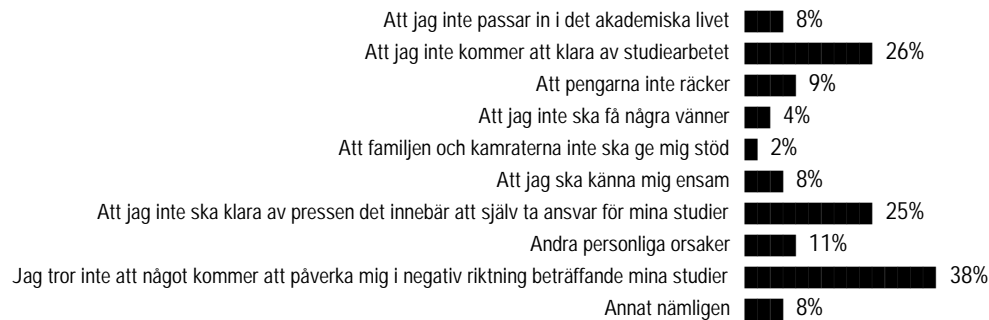 Att jag inte passar in i det akademiska livet 8%
Att jag inte kommer att klara av studiearbetet 26%
Att pengarna inte räcker 9%
Att jag inte ska få några vänner 4%
Att familjen och kamraterna inte ska ge mig stöd 2%
Att jag ska känna mig ensam 8%
Att jag inte ska klara av pressen det innebär att själv ta ansvar för mina studier 25%
Andra personliga orsaker 11%
Jag tror inte att något kommer att påverka mig i negativ riktning beträffande mina studier 38%
Annat nämligen 8%